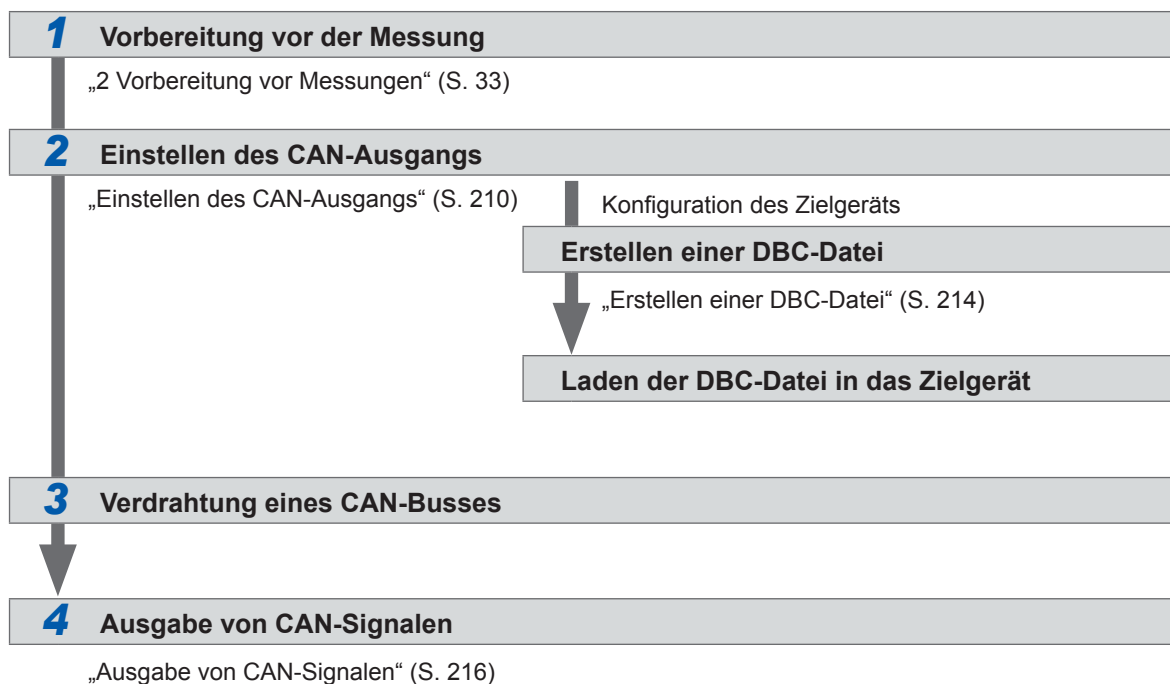 1 Vorbereitung vor der Messung
„2 Vorbereitung vor Messungen“ (S. 33)
2 Einstellen des CAN-Ausgangs
„Einstellen des CAN-Ausgangs“ (S. 210)
Konfiguration des Zielgeräts
Erstellen einer DBC-Datei
„Erstellen einer DBC-Datei“ (S. 214)
Laden der DBC-Datei in das Zielgerät
3 Verdrahtung eines CAN-Busses
4 Ausgabe von CAN-Signalen
„Ausgabe von CAN-Signalen“ (S. 216)